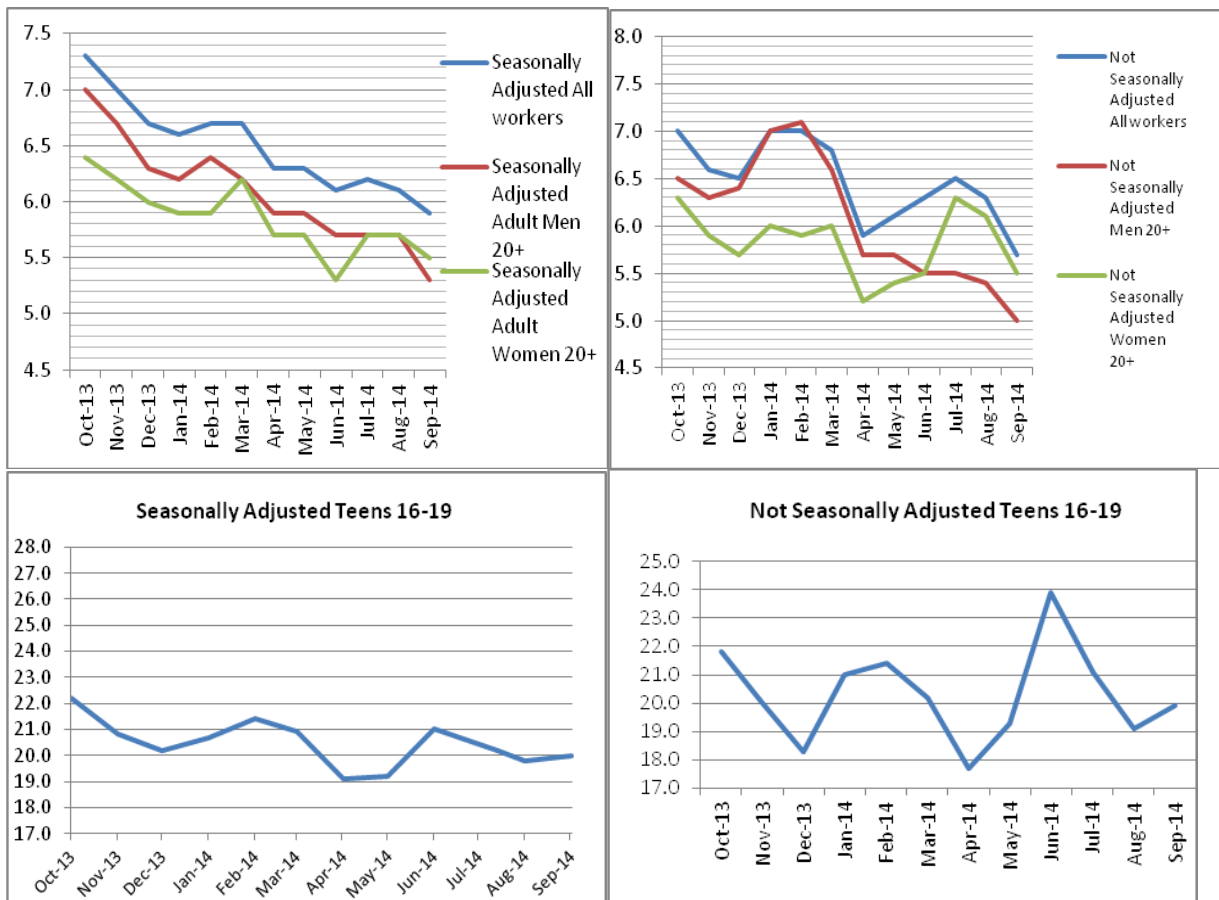 7.5
7.0
6.5
6.0
5.5
5.0
4.5
Oct-13
Nov-13
Dec-13
Jan-14
Feb-14
Mar-14
Apr-14
May-14
Jun-14
Jul-14
Aug-14
Sep-14
Seasonally
Adjusted All
workers
Seasonally
Adjusted
Adult Men
20+
Seasonally
Adjusted
Adult
Women 20+
8.0
7.5
7.0
6.5
6.0
5.5
5.0
4.5
Oct-13
Nov-13
Dec-13
Jan-14
Feb-14
Mar-14
Apr-14
May-14
Jun-14
Jul-14
Aug-14
Sep-14
Not
Seasonally
Adjusted
All workers
Not
Seasonally
Adjusted
Men 20+
Not
Seasonally
Adjusted
Women
20+
Seasonally Adjusted Teens 16-19
28.0
27.0
26.0
25.0
24.0
23.0
22.0
21.0
20.0
19.0
18.0
17.0
Oct-13
Nov-13
Dec-13
Jan-14
Feb-14
Mar-14
Apr-14
May-14
Jun-14
Jul-14
Aug-14
Sep-14
Not Seasonally Adjusted Teens 16-19
25.0
24.0
23.0
22.0
21.0
20.0
19.0
18.0
17.0
Oct-13
Nov-13
Dec-13
Jan-14
Feb-14
Mar-14
Apr-14
May-14
Jun-14
Jul-14
Aug-14
Sep-14